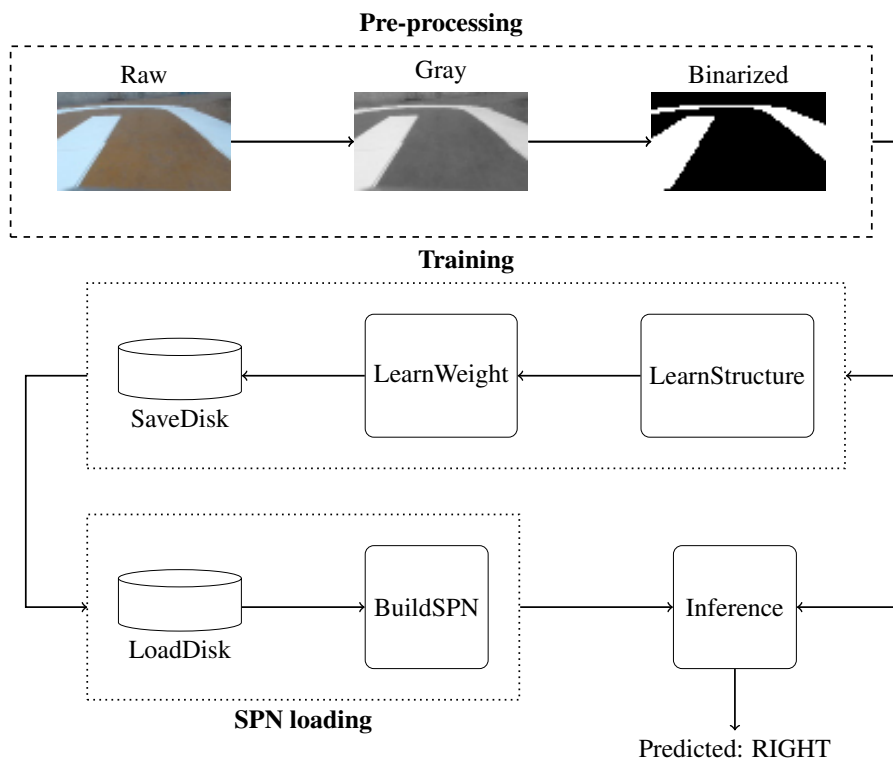 Pre-processing
Raw
Gray
Binarized
Training
LearnWeight
LearnStructure
SaveDisk
BuildSPN
Inference
LoadDisk
SPN loading
Predicted: RIGHT